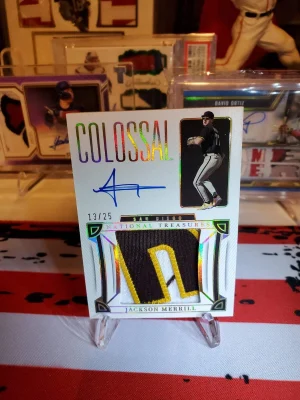 COLOSSAL
13/25
SAN DIEGO
NATIONAL TREASURES
JACKSON MERRILL
DAVID ORTIZ